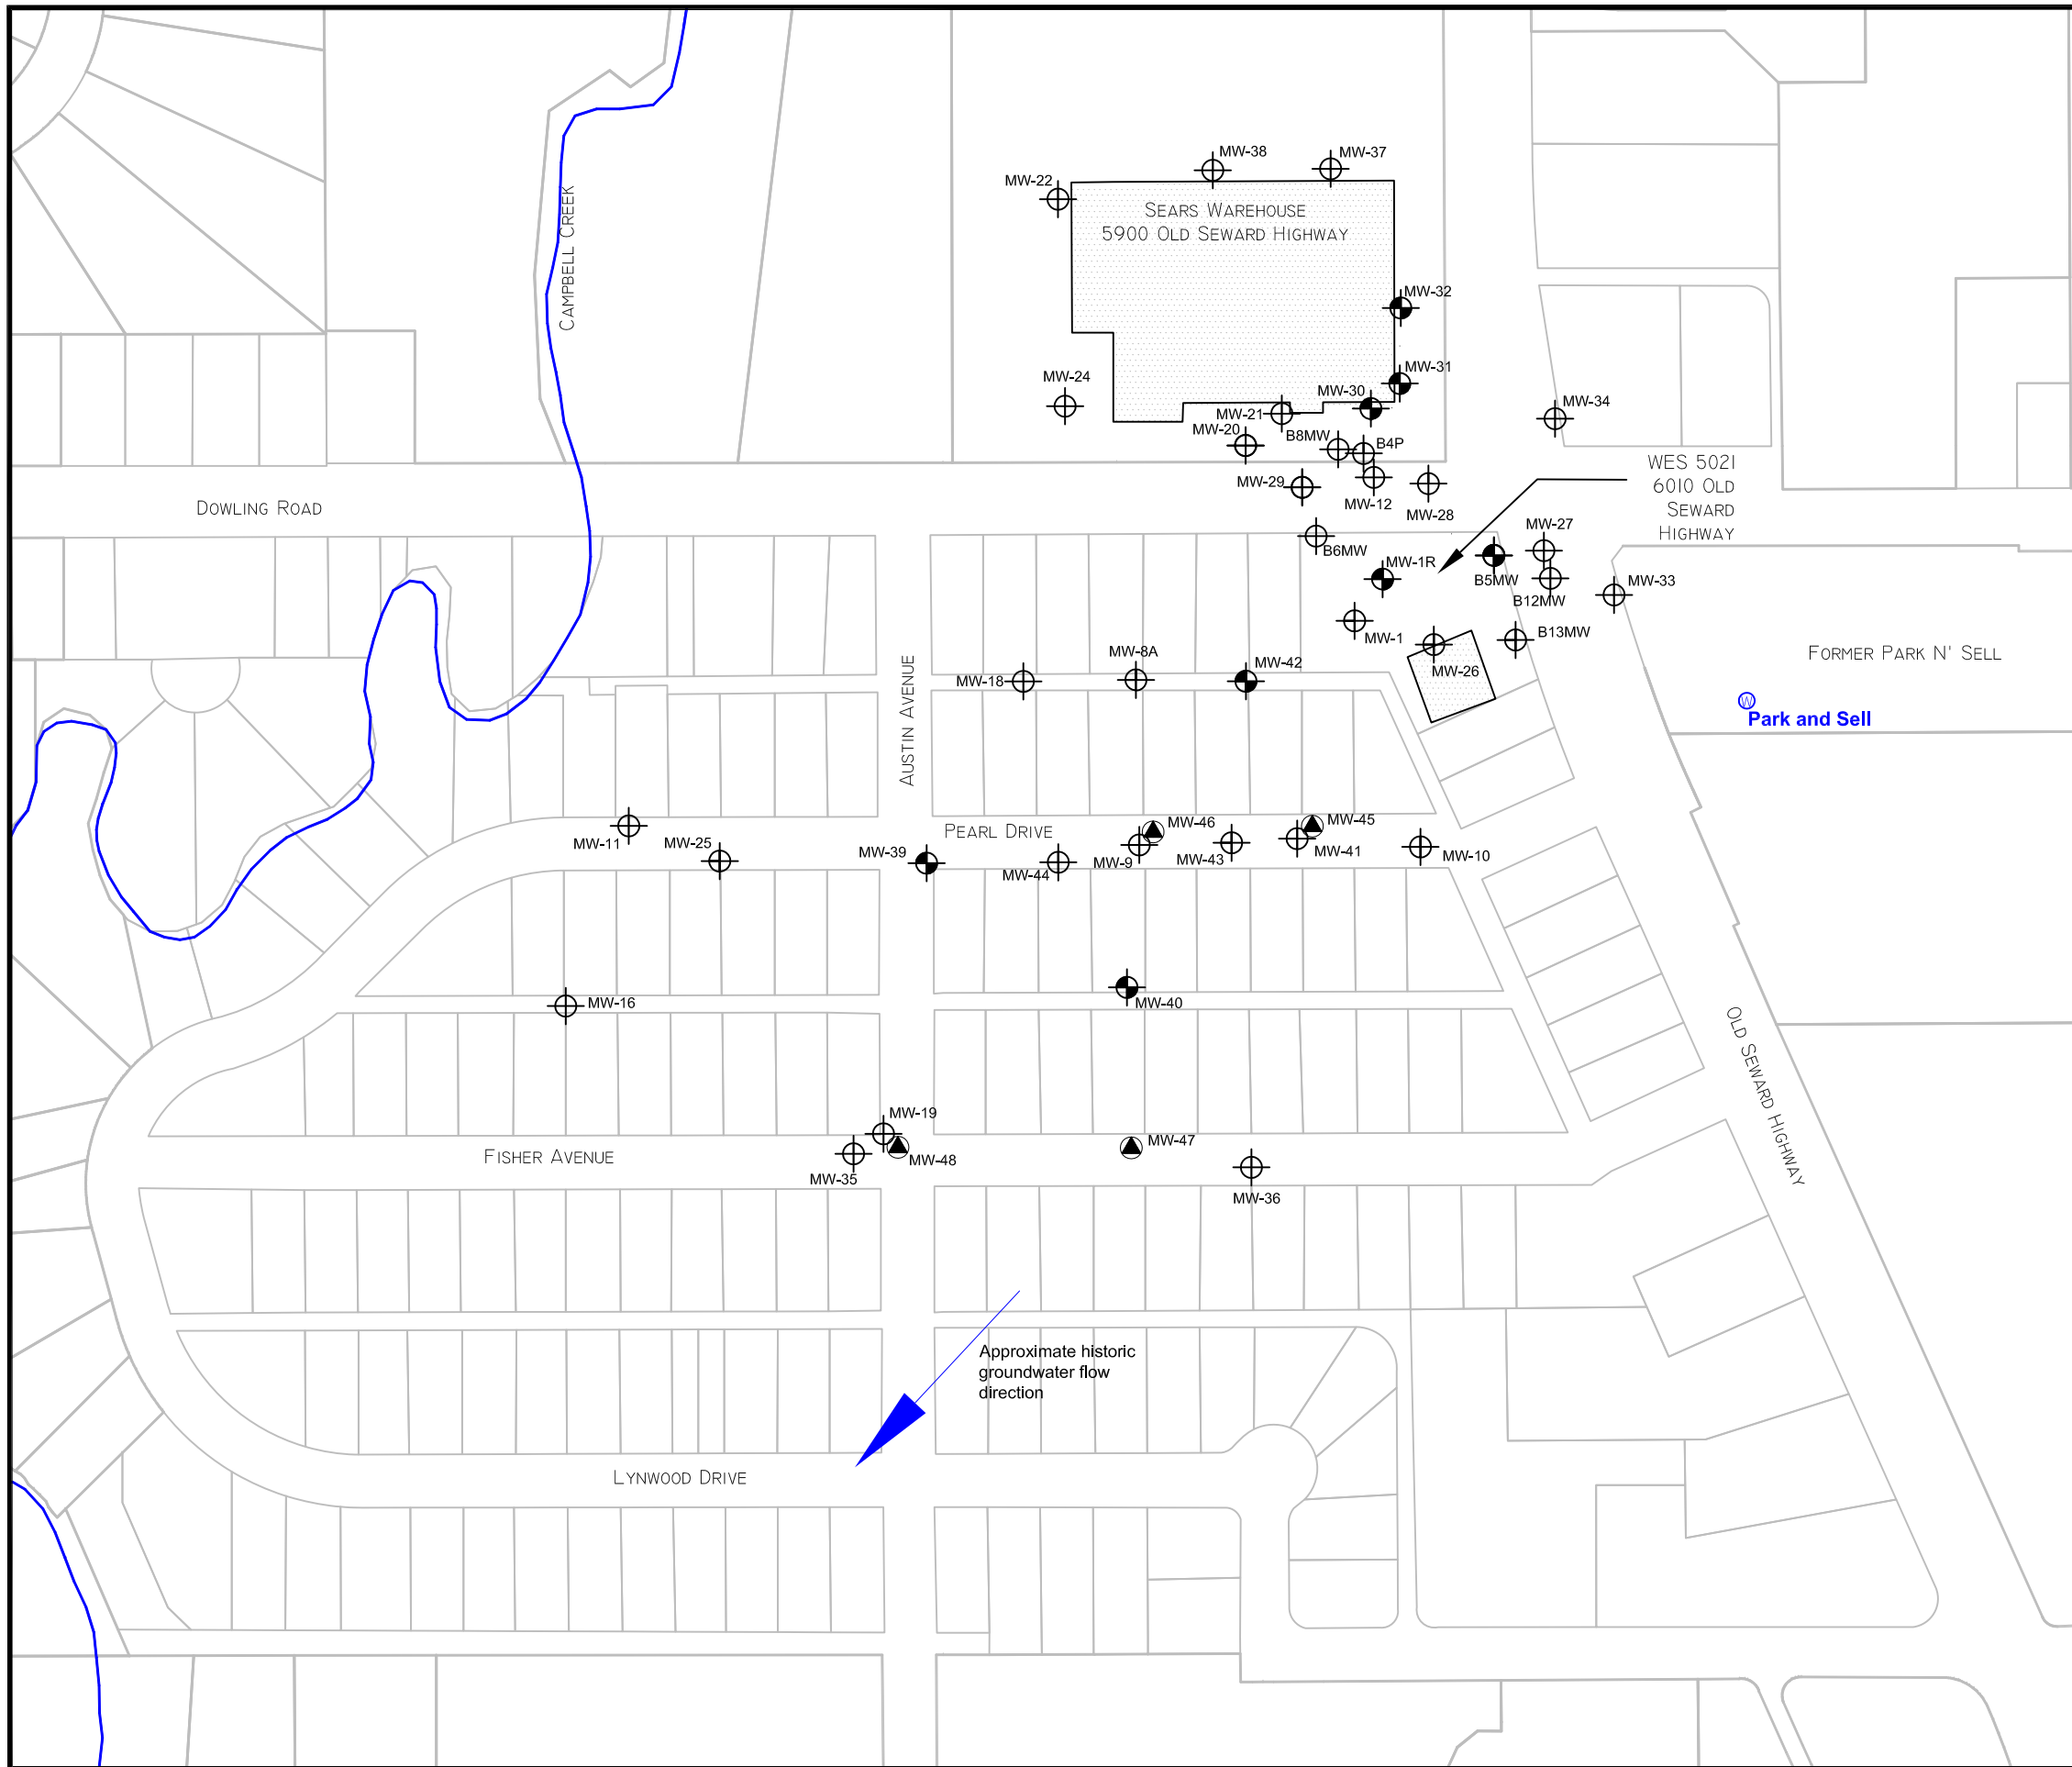 MW-38
MW-37
MW-22
SEARS WAREHOUSE
5900 OLD SEWARD HIGHWAY
CAMPBELL CREEK
MW-32
MW-31
MW-24
MW-30
MW-21
MW-34
MW-20
B8MW
B4P
WES 5021
6010 OLD
SEWARD
HIGHWAY
MW-29
MW-12
MW-28
DOWLING ROAD
MW-27
B6MW
MW-1R
B5MW
MW-33
B12MW
MW-1
B13MW
MW-8A
MW-42
MW-26
FORMER PARK N' SELL
MW-18
AUSTIN AVENUE
W
Park and Sell
MW-46
MW-45
PEARL DRIVE
MW-11
MW-25
MW-39
MW-44
MW-9
MW-43
MW-41
MW-10
MW-16
MW-40
OLD SEWARD HIGHWAY
MW-19
MW-47
FISHER AVENUE
MW-48
MW-35
MW-36
Approximate historic
groundwater flow
direction
LYNWOOD DRIVE